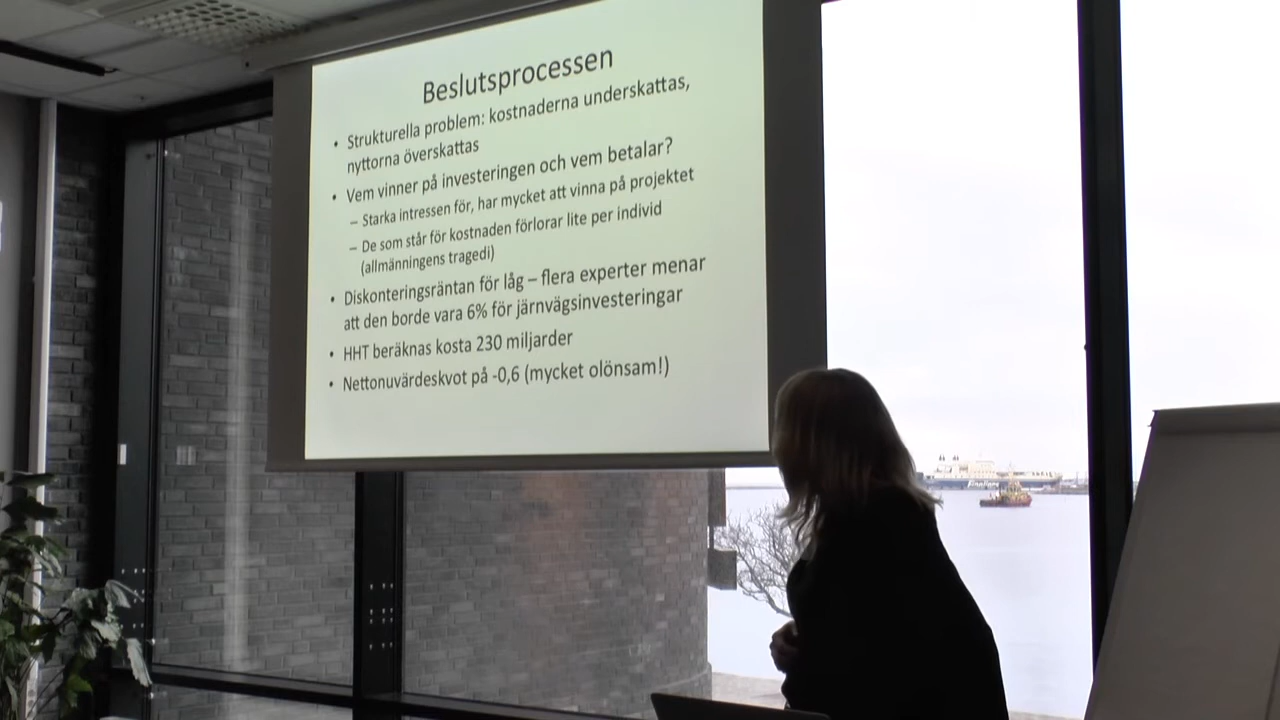 Beslutsprocessen
• Strukturella problem: kostnaderna underskattas,
nyttorna överskattas
• Vem vinner på investeringen och vem betalar?
– Starka intressen för, har mycket att vinna på projektet
– De som står för kostnaden förlorar lite per individ
(allmänningens tragedi)
• Diskonteringsräntan för låg – flera experter menar
att den borde vara 6% för järnvägsinvesteringar
• HHT beräknas kosta 230 miljarder
• Nettonuvärdeskvot på -0,6 (mycket olönsam!)
Finnlines